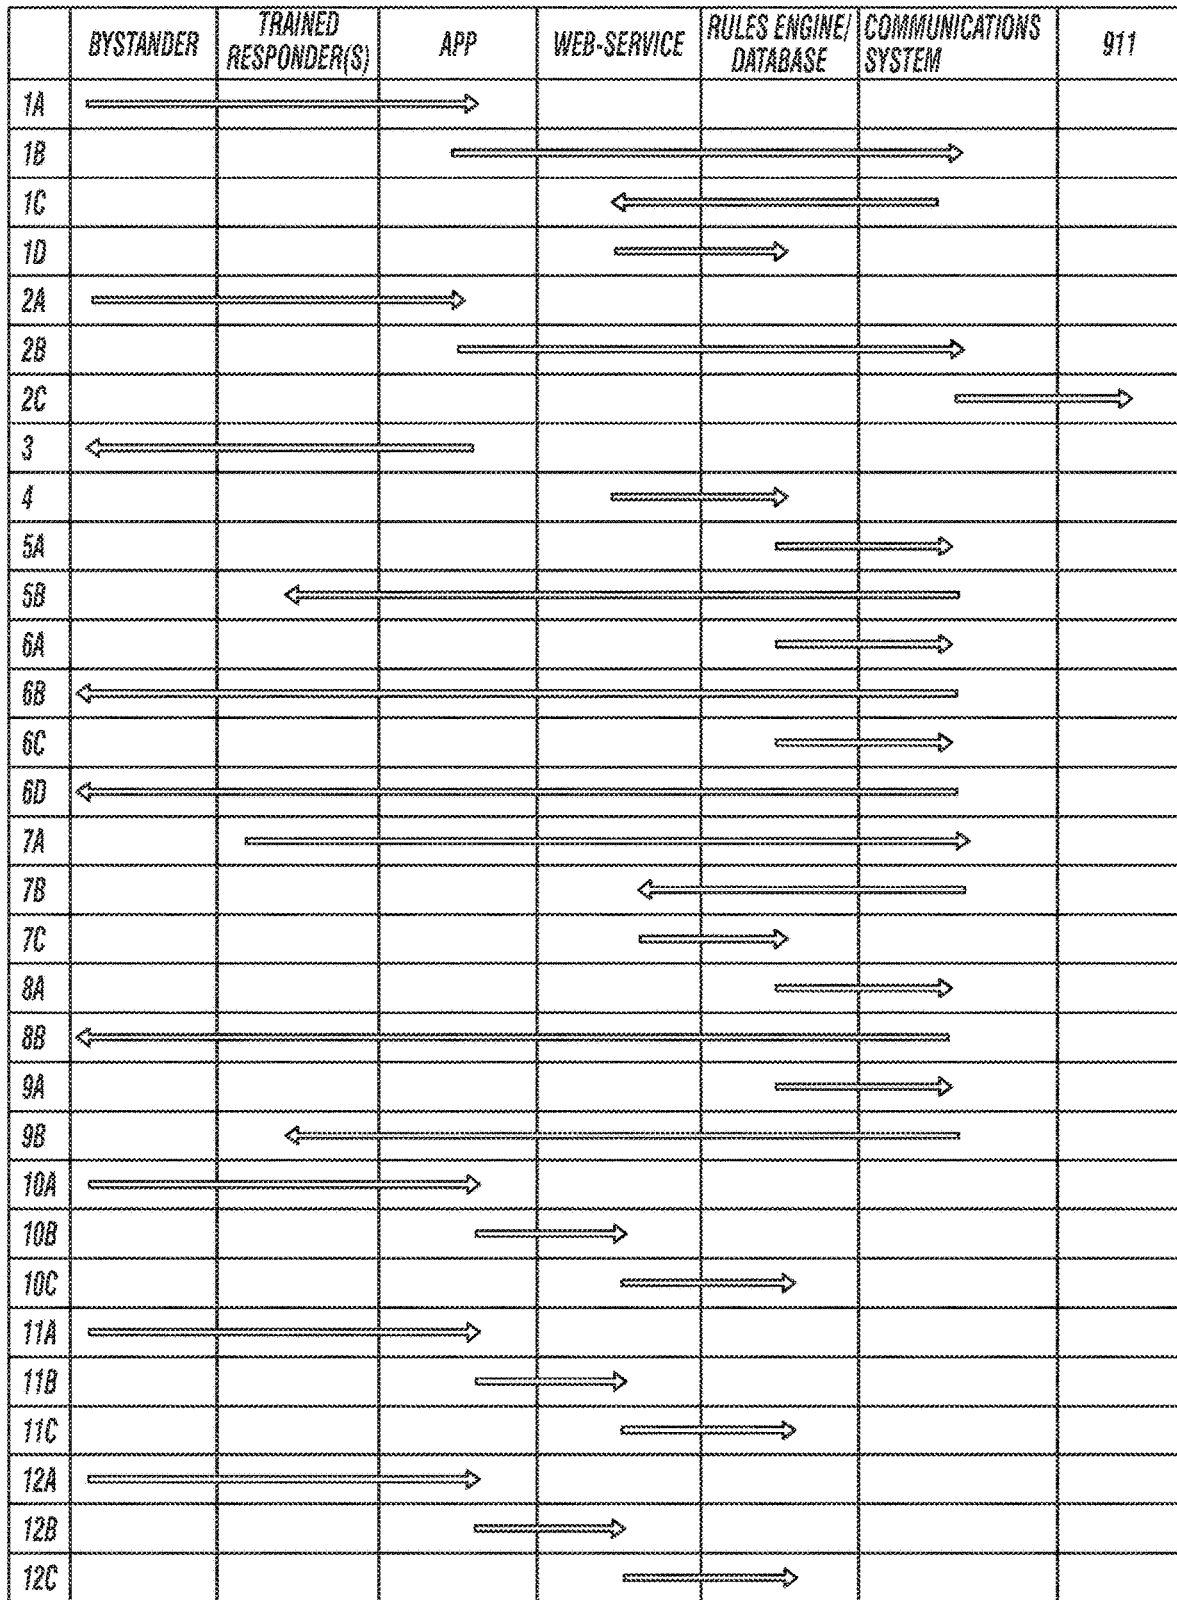 BYSTANDER
TRAINED
RESPONDER(S)
APP
WEB-SERVICE
RULES ENGINE/
DATABASE
COMMUNICATIONS
SYSTEM
911
1A
1B
1C
1D
2A
2B
2C
3
4
5A
5B
6A
6B
6C
6D
7A
7B
7C
8A
8B
9A
9B
10A
10B
10C
11A
11B
11C
12A
12B
12C